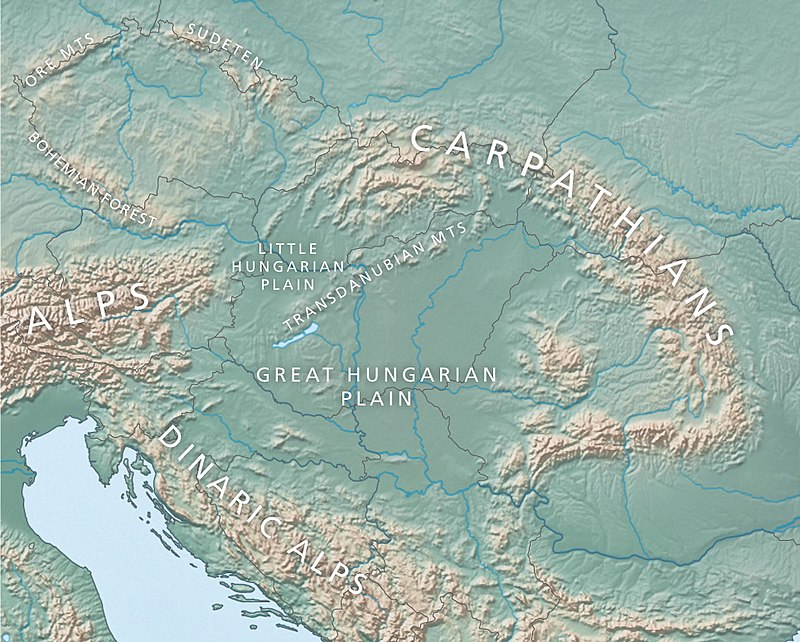 ORE MTS
SUDETEN
BOHEMIAN FOREST
CARPATHIANS
LITTLE
HUNGARIAN
PLAIN
TRANSDANUBIAN MTS
ALPS
GREAT HUNGARIAN
PLAIN
DINARIC ALPS